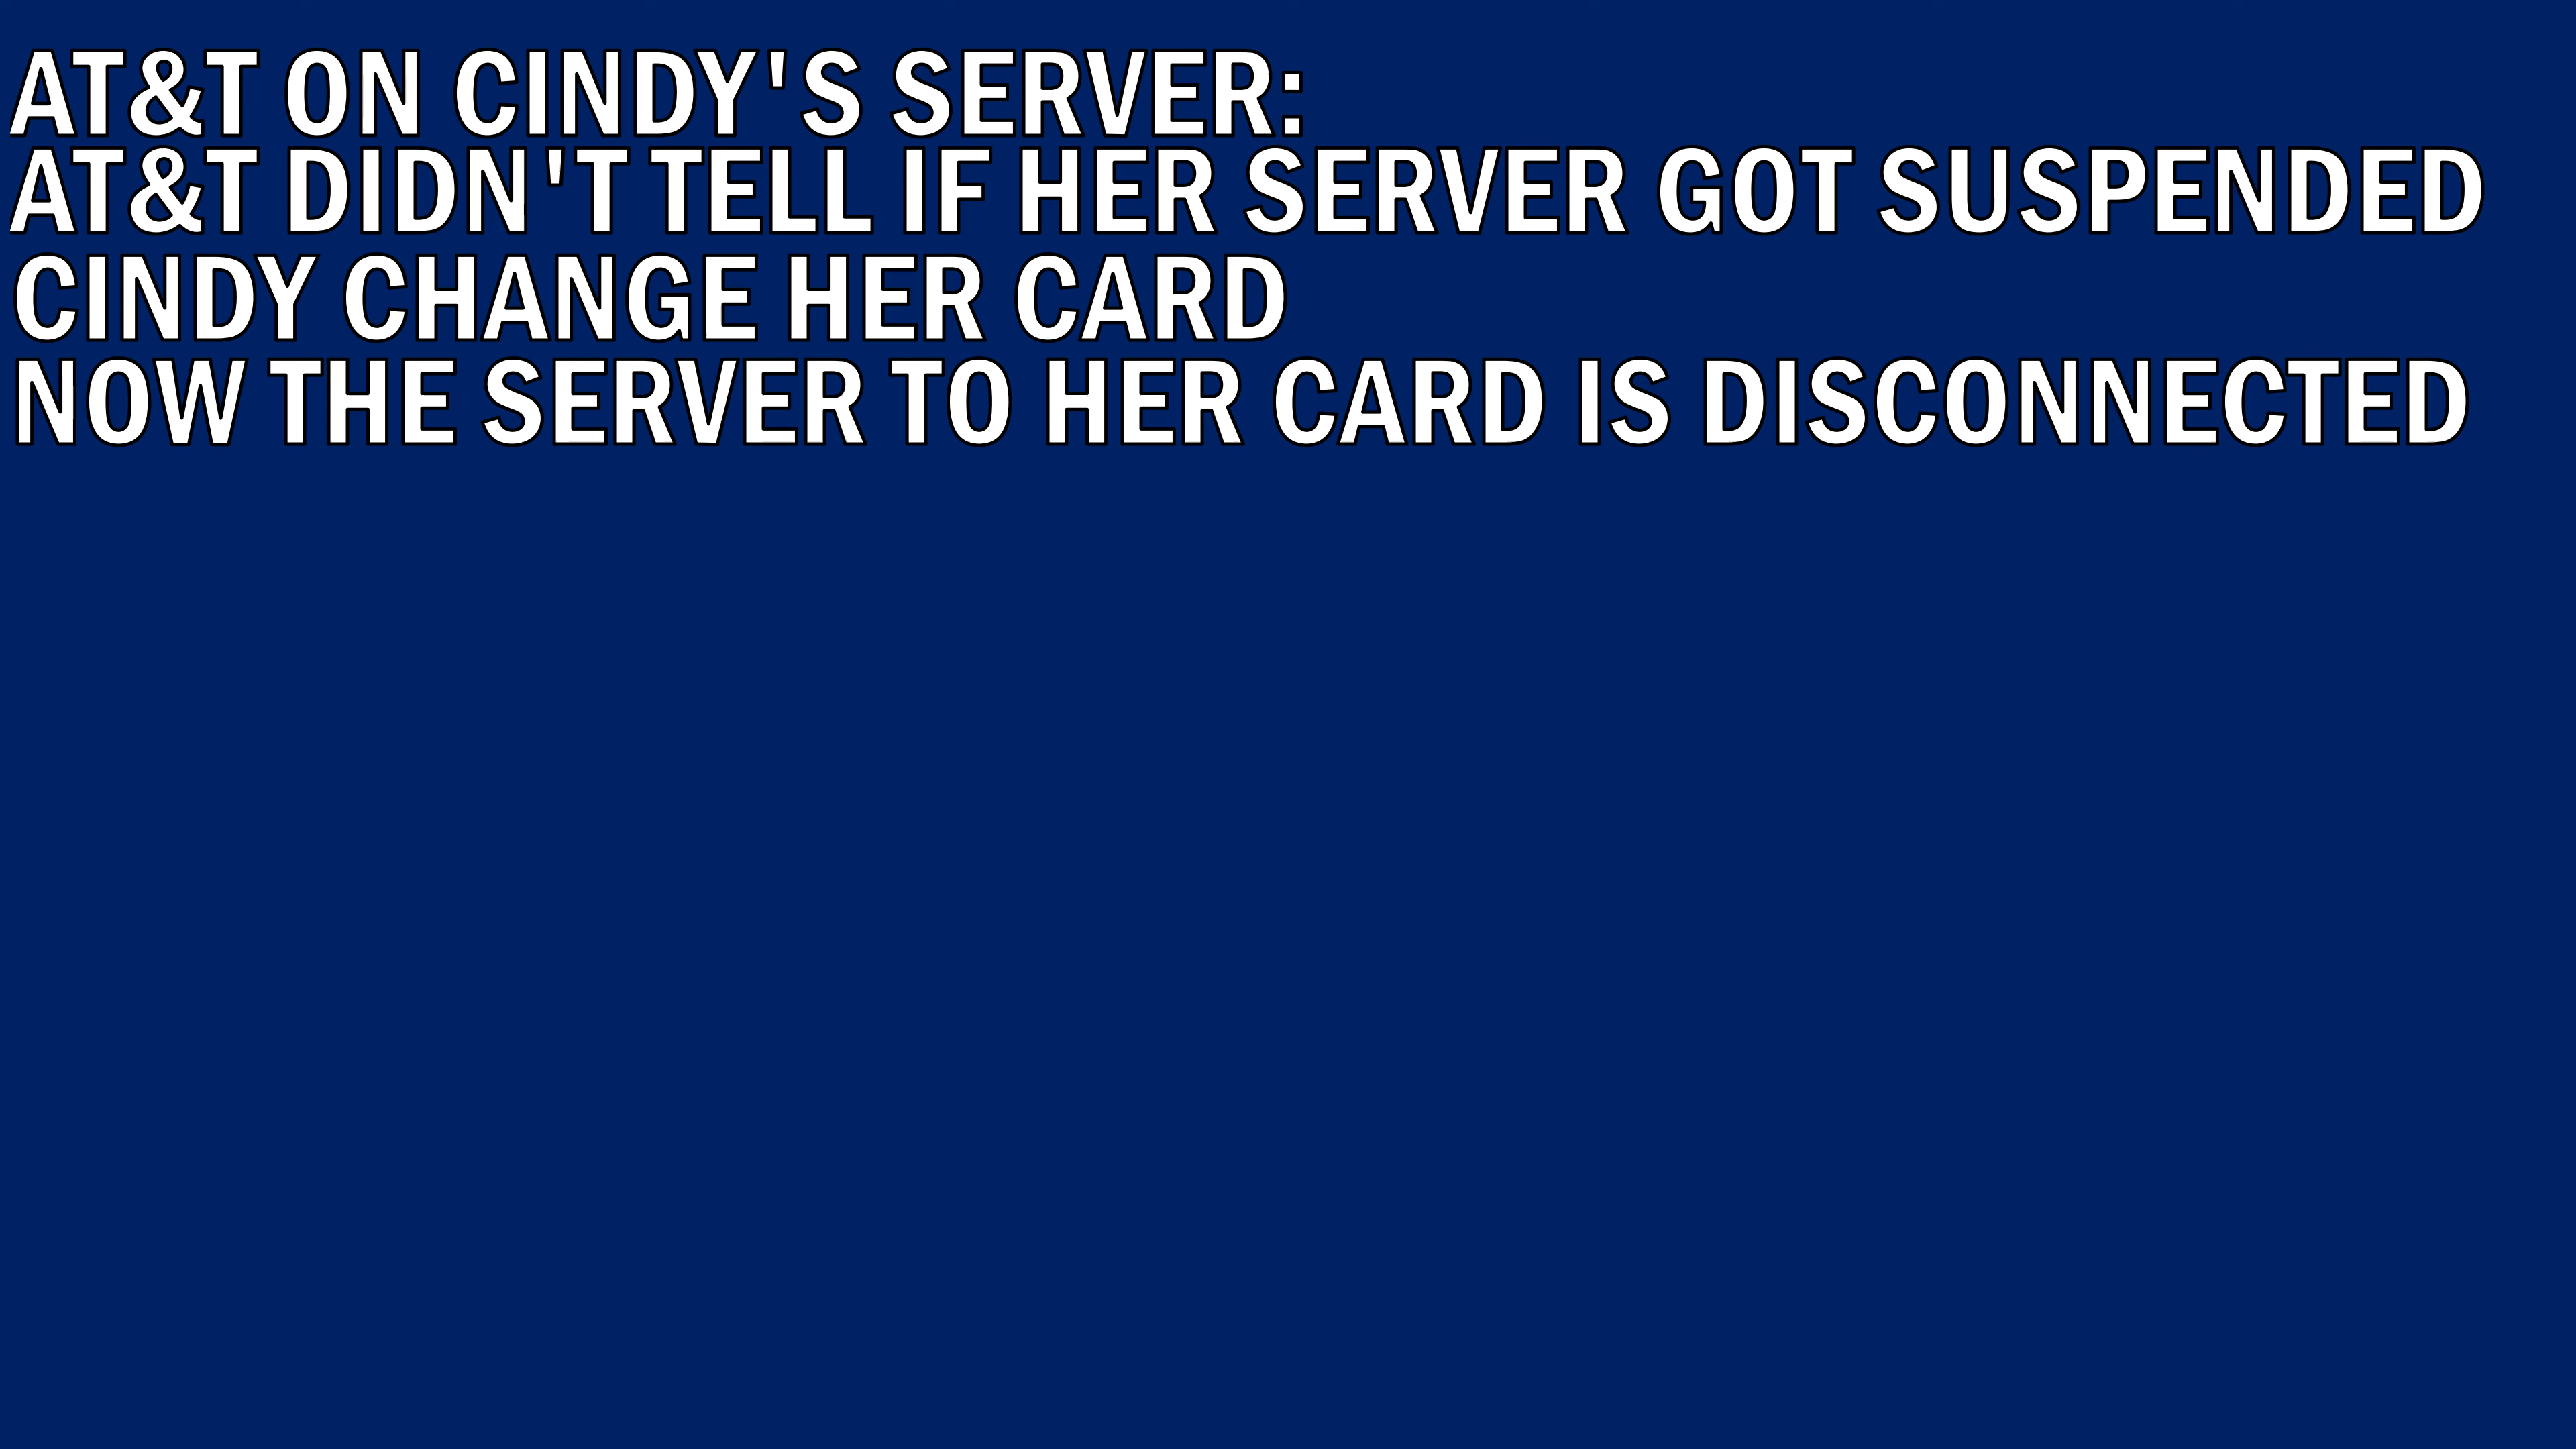 AT&T ON CINDY'S SERVER:
AT&T DIDN'T TELL IF HER SERVER GOT SUSPENDED
CINDY CHANGE HER CARD
NOW THE SERVER TO HER CARD IS DISCONNECTED